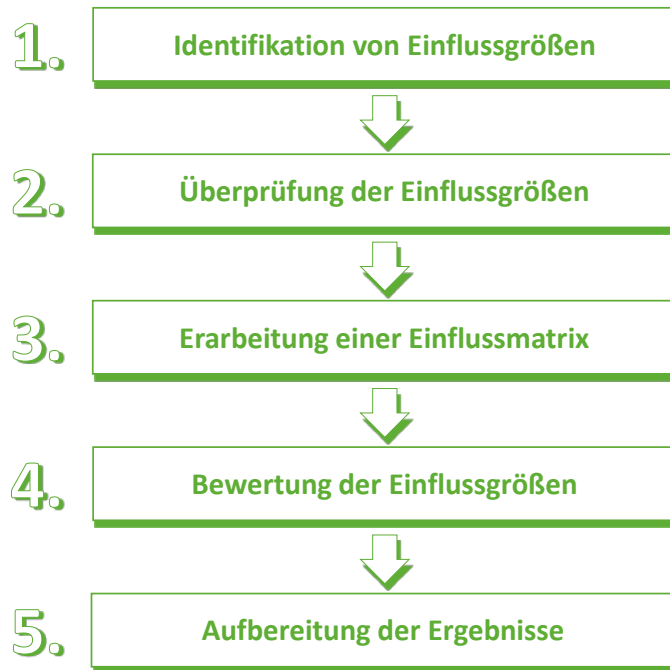 1. Identifikation von Einflussgrößen
2. Überprüfung der Einflussgrößen
3. Erarbeitung einer Einflussmatrix
4. Bewertung der Einflussgrößen
5. Aufbereitung der Ergebnisse